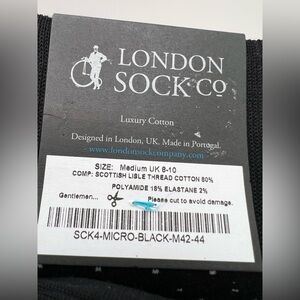 LONDON
SOCK CO
Luxury Cotton
Designed in London, UK. Made in Portugal.
www.londonsockcompany.com
SIZE: Medium UK 8-10
COMP: SCOTTISH LISLE THREAD COTTON 80%
POLYAMIDE 18% ELASTANE 2%
Gentlemen... Please cut to avoid damage.
SCK4-MICRO-BLACK-M42-44